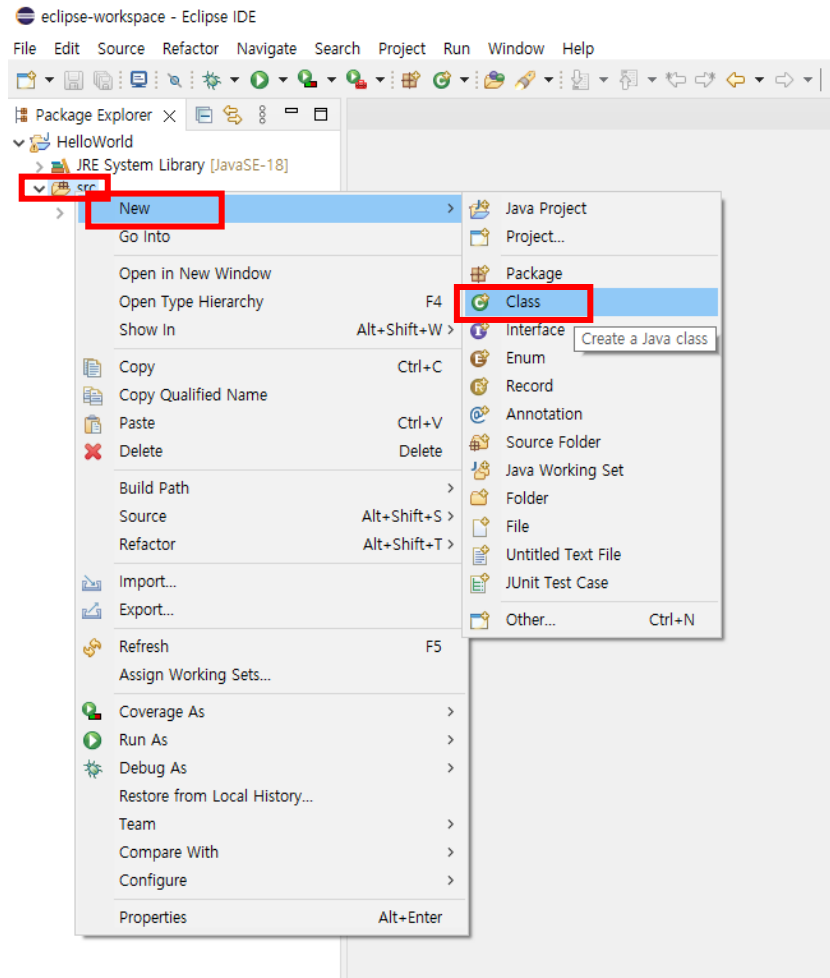 eclipse-workspace - Eclipse IDE
File Edit Source Refactor Navigate Search Project Run Window Help
Package Explorer
HelloWorld
JRE System Library [JavaSE-18]
src
New
Go Into
Open in New Window
Open Type Hierarchy F4
Show In Alt+Shift+W
Copy Ctrl+C
Copy Qualified Name
Paste Ctrl+V
Delete Delete
Build Path
Source Alt+Shift+S
Refactor Alt+Shift+T
Import...
Export...
Refresh F5
Assign Working Sets...
Coverage As
Run As
Debug As
Restore from Local History...
Team
Compare With
Configure
Properties Alt+Enter
Java Project
Project...
Package
Class
Interface
Create a Java class
Enum
Record
Annotation
Source Folder
Java Working Set
Folder
File
Untitled Text File
JUnit Test Case
Other... Ctrl+N